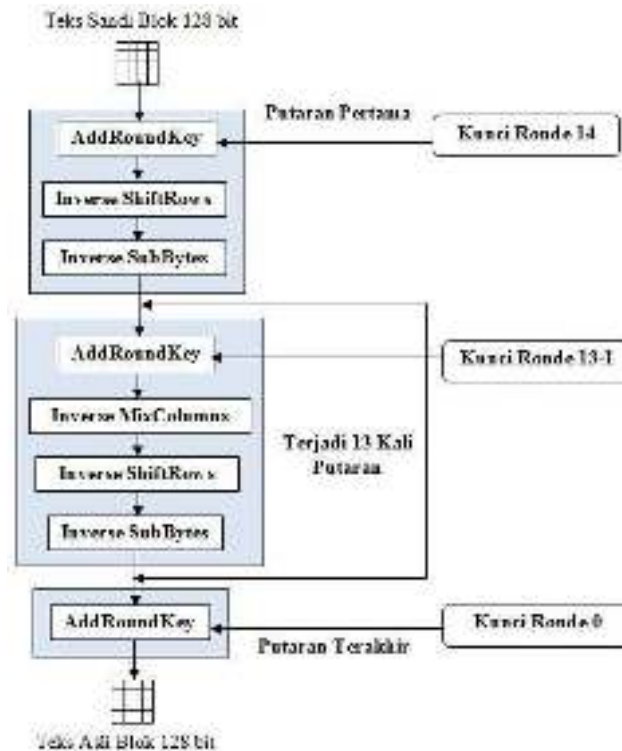 Teks Sandi Blok 128 bit
Putaran Pertama
AddRoundKey
Kunci Ronde 14
Inverse ShiftRows
Inverse SubBytes
AddRoundKey
Kunci Ronde 13-1
Inverse MixColumns
Terjadi 13 Kali
Putaran
Inverse ShiftRows
Inverse SubBytes
AddRoundKey
Kunci Ronde 0
Putaran Terakhir
Teks Asli Blok 128 bit